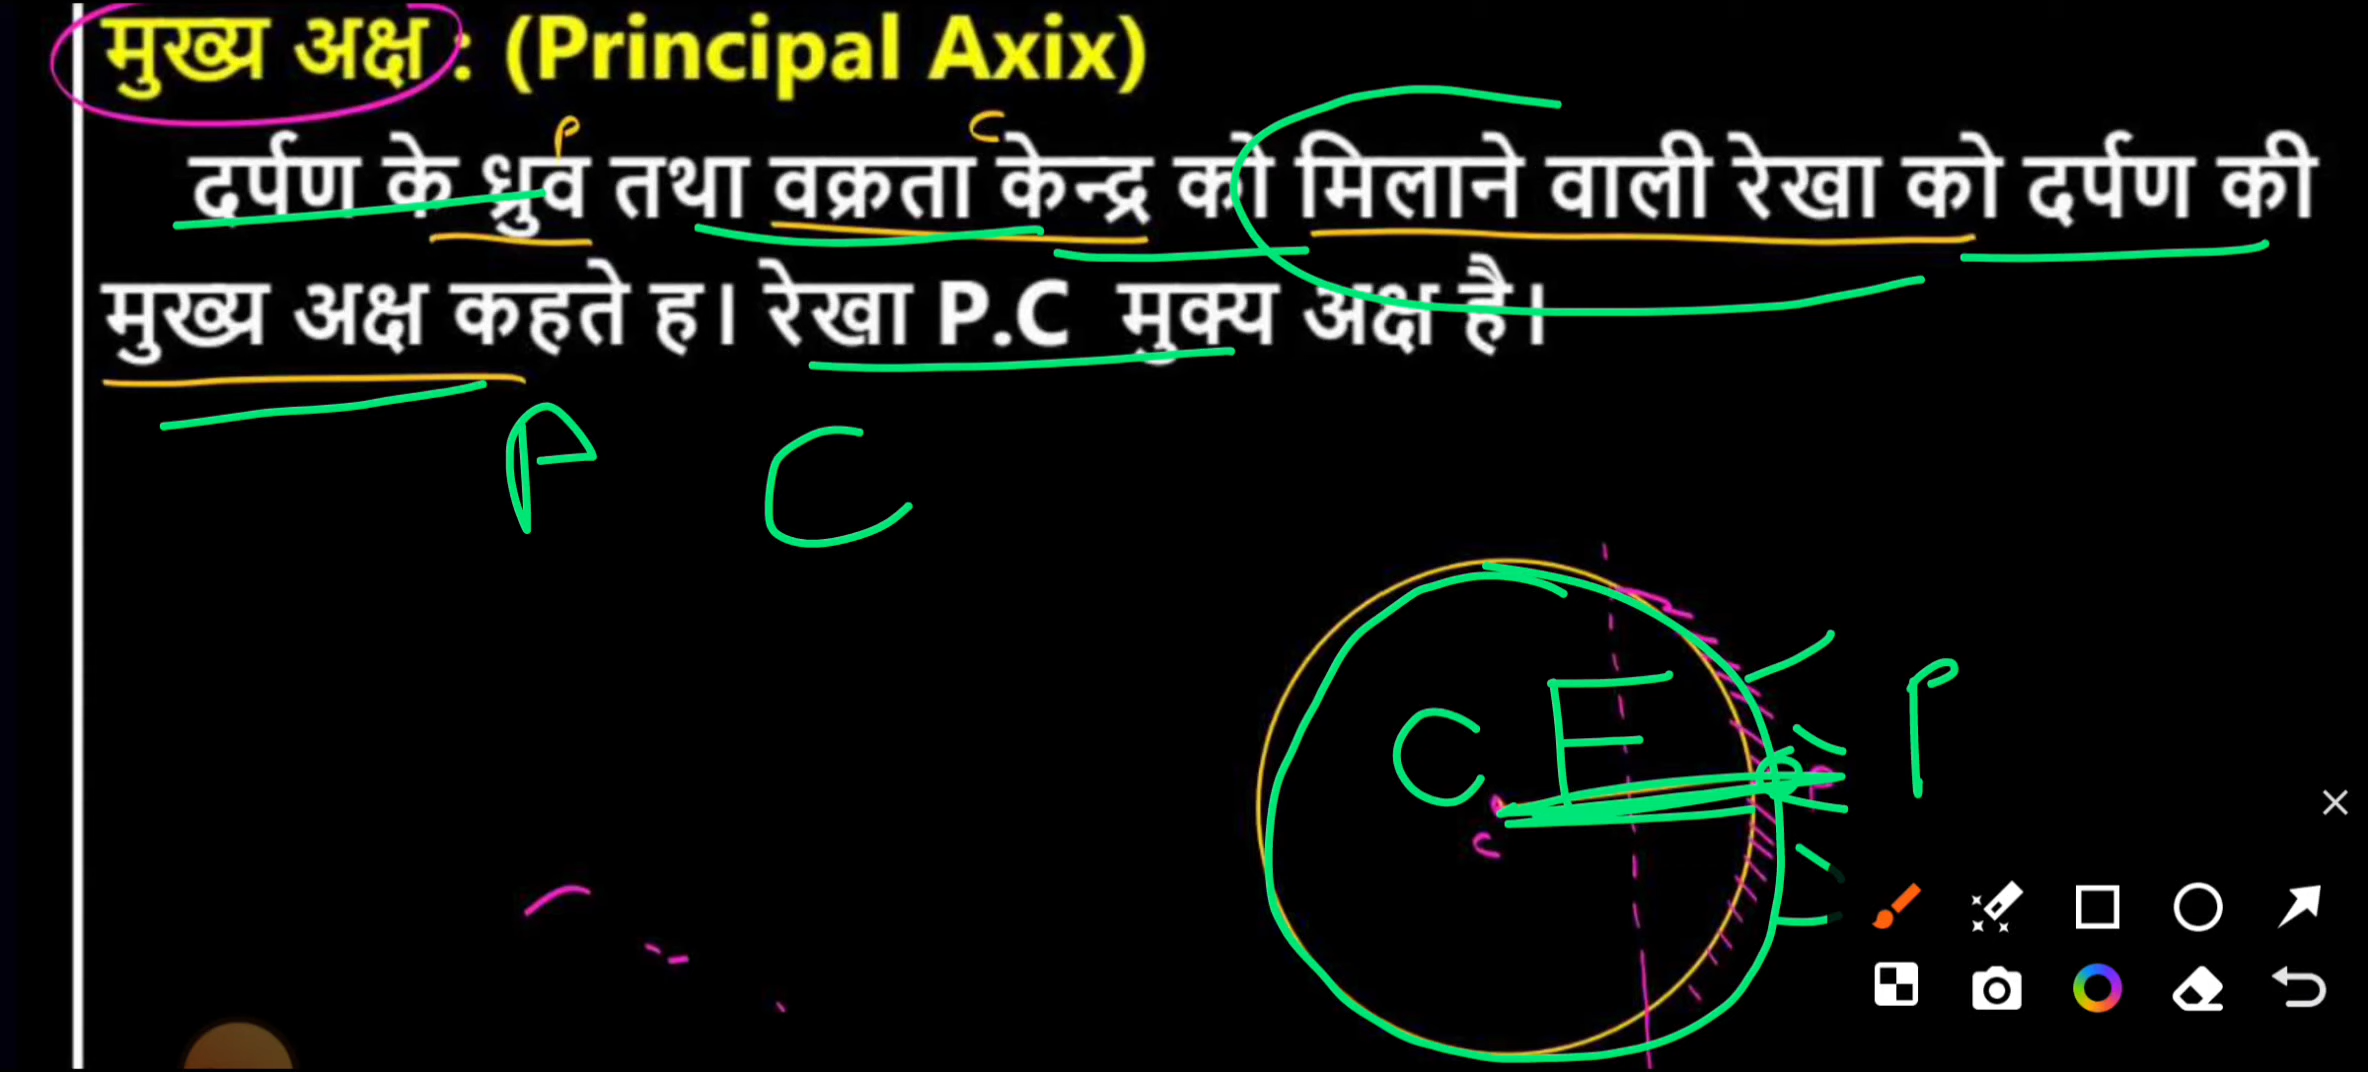 मुख्य अक्ष : (Principal Axix)
P C
दर्पण के ध्रुव तथा वक्रता केन्द्र को मिलाने वाली रेखा को दर्पण की
मुख्य अक्ष कहते ह। रेखा P.C मुक्य अक्ष है।
P C
C F P
C P